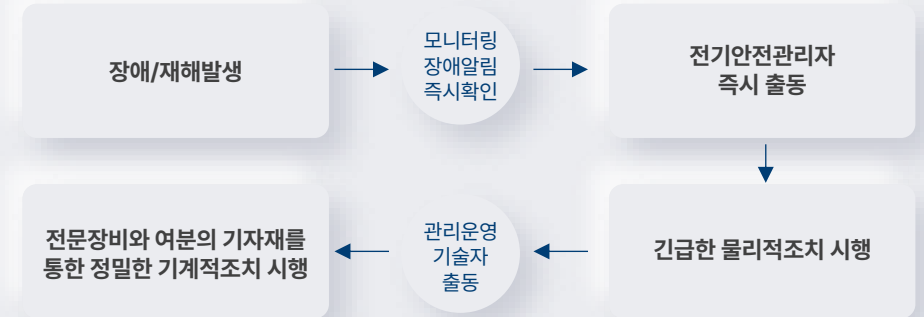 장애/재해발생
모니터링
장애알림
즉시확인
전기안전관리자
즉시 출동
긴급한 물리적조치 시행
관리운영
기술자
출동
전문장비와 여분의 기자재를
통한 정밀한 기계적조치 시행